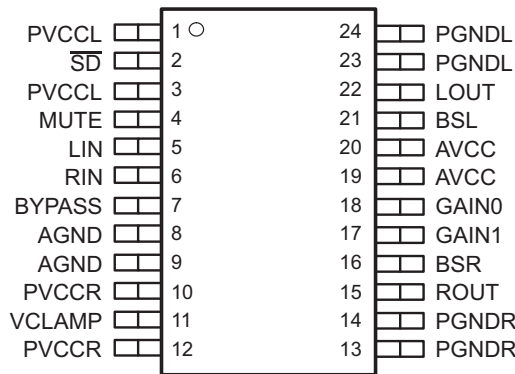 PVCCL 1 24 PGNDL
SD 2 23 PGNDL
PVCCL 3 22 LOUT
MUTE 4 21 BSL
LIN 5 20 AVCC
RIN 6 19 AVCC
BYPASS 7 18 GAIN0
AGND 8 17 GAIN1
AGND 9 16 BSR
PVCCR 10 15 ROUT
VCLAMP 11 14 PGNDR
PVCCR 12 13 PGNDR